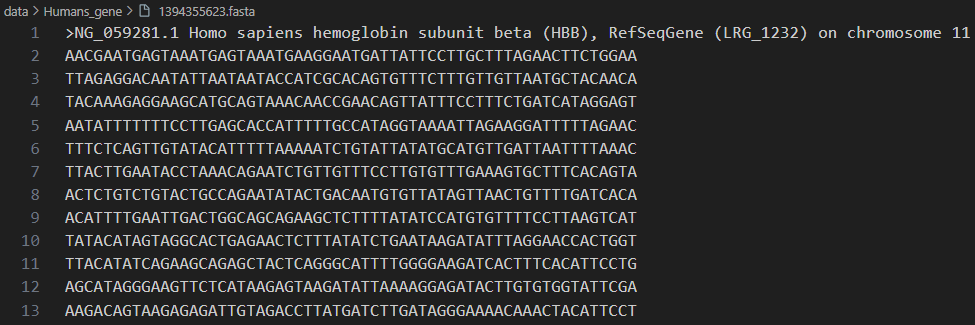 data > Humans_gene > 1394355623.fasta
1 >NG_059281.1 Homo sapiens hemoglobin subunit beta (HBB), RefSeqGene (LRG_1232) on chromosome 11
2 AACGAATGAGTAAATGAGTAAATGAAGGAATGATTATTCCTTGCTTTAGAACTTCTGGAA
3 TTAGAGGACAATATTAATAATACCATCGCACAGTGTTTCTTTGTTGTTAATGCTACAAC
4 TACAAAGAGGAAGCATGCAGTAAACAACCGAACAGTTATTTCCTTTCTGATCATAGGAGT
5 AATATTTTTTTCCTTGAGCACCATTTTTGCCATAGGTAAAATTAGAAGGATTTTTAGAAC
6 TTTCTCAGTTGTATACATTTTTAAAAATCTGTATTATATGCATGTTGATTAATTTTAAAC
7 TTACTTGAATACCTAAACAGAATCTGTTGTTTCCTTGTGTTTGAAAGTGCTTTCACAGTA
8 ACTCTGTCTGTACTGCCAGAATATACTGACAATGTGTTATAGTTAACTGTTTTGATCACA
9 ACATTTTGAATTGACTGGCAGCAGAAGCTCTTTTTATATCCATGTGTTTTCCTTAAGTCAT
10 TATACATAGTAGGCACTGAGAACTCTTTATATCTGAATAAGATATTTAGGAACCACTGGT
11 TTACATATCAGAAGCAGAGCTACTCAGGGCATTTTGGGGAAGATCACTTTCACATTCCTG
12 AGCATAGGGAAGTTCTCATAAGAGTAAGATATTAAAAGGAGATACTTGTGTGGTATTCGA
13 AAGACAGTAAGAGAGATTGTAGACCTTATGATCTTGATAGGGAAAACAAACTACATTCCT